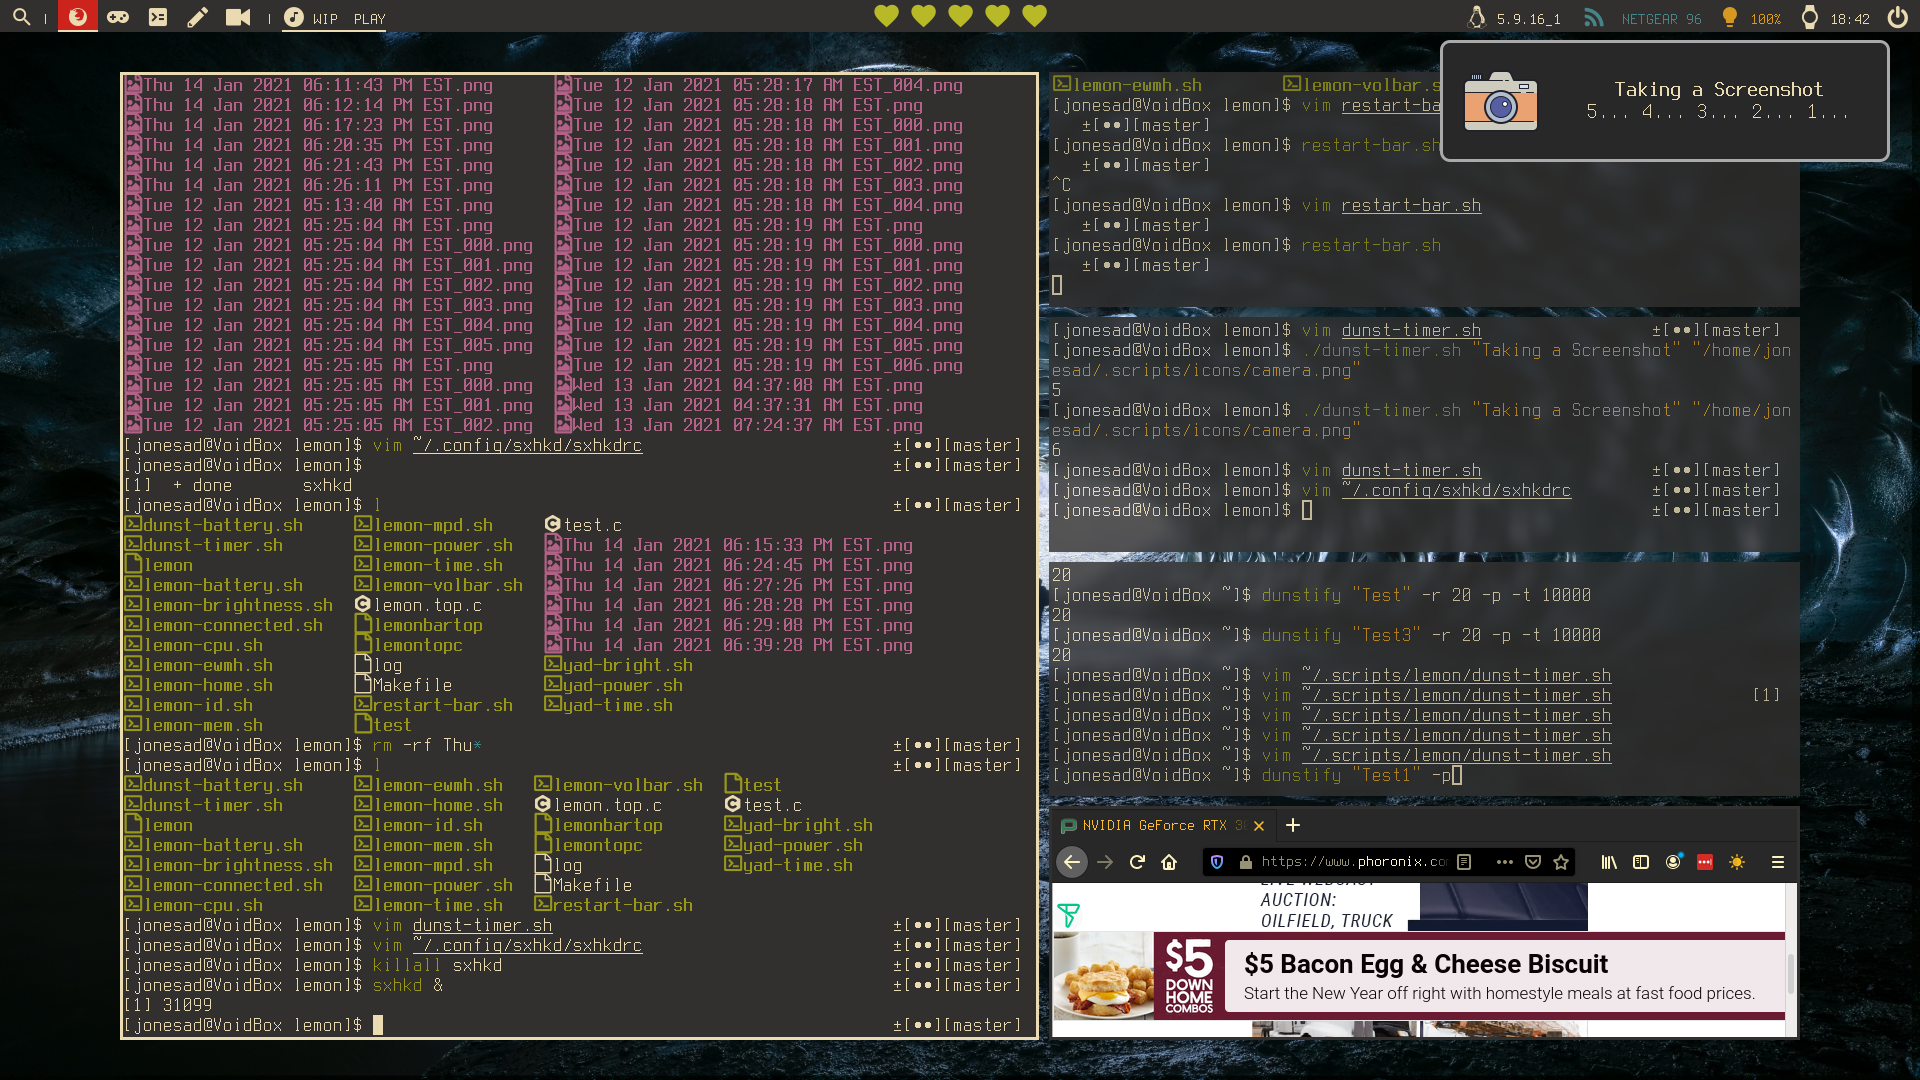 WIP PLAY
5.9.16_1
NETGEAR 96
100%
18:42
Taking a Screenshot
5... 4... 3... 2... 1...
Thu 14 Jan 2021 06:11:43 PM EST.png Tue 12 Jan 2021 05:28:17 AM EST_004.png
Thu 14 Jan 2021 06:12:14 PM EST.png Tue 12 Jan 2021 05:28:18 AM EST.png
Thu 14 Jan 2021 06:17:23 PM EST.png Tue 12 Jan 2021 05:28:18 AM EST_000.png
Thu 14 Jan 2021 06:20:35 PM EST.png Tue 12 Jan 2021 05:28:18 AM EST_001.png
Thu 14 Jan 2021 06:21:43 PM EST.png Tue 12 Jan 2021 05:28:18 AM EST_002.png
Thu 14 Jan 2021 06:26:11 PM EST.png Tue 12 Jan 2021 05:28:18 AM EST_003.png
Tue 12 Jan 2021 05:13:40 AM EST.png Tue 12 Jan 2021 05:28:18 AM EST_004.png
Tue 12 Jan 2021 05:25:04 AM EST.png Tue 12 Jan 2021 05:28:19 AM EST.png
Tue 12 Jan 2021 05:25:04 AM EST_000.png Tue 12 Jan 2021 05:28:19 AM EST_000.png
Tue 12 Jan 2021 05:25:04 AM EST_001.png Tue 12 Jan 2021 05:28:19 AM EST_001.png
Tue 12 Jan 2021 05:25:04 AM EST_002.png Tue 12 Jan 2021 05:28:19 AM EST_002.png
Tue 12 Jan 2021 05:25:04 AM EST_003.png Tue 12 Jan 2021 05:28:19 AM EST_003.png
Tue 12 Jan 2021 05:25:04 AM EST_004.png Tue 12 Jan 2021 05:28:19 AM EST_004.png
Tue 12 Jan 2021 05:25:04 AM EST_005.png Tue 12 Jan 2021 05:28:19 AM EST_005.png
Tue 12 Jan 2021 05:25:05 AM EST.png Tue 12 Jan 2021 05:28:19 AM EST_006.png
Tue 12 Jan 2021 05:25:05 AM EST_000.png Wed 13 Jan 2021 04:37:08 AM EST.png
Tue 12 Jan 2021 05:25:05 AM EST_001.png Wed 13 Jan 2021 04:37:31 AM EST.png
Tue 12 Jan 2021 05:25:05 AM EST_002.png Wed 13 Jan 2021 07:24:37 AM EST.png
[jonesad@VoidBox lemon]$ vim ~/.config/sxhkd/sxhkdrc ±[••][master]
[jonesad@VoidBox lemon]$ ±[••][master]
[1] + done sxhkd
[jonesad@VoidBox lemon]$ l ±[••][master]
dunst-battery.sh lemon-mpd.sh test.c
dunst-timer.sh lemon-power.sh Thu 14 Jan 2021 06:15:33 PM EST.png
lemon lemon-time.sh Thu 14 Jan 2021 06:24:45 PM EST.png
lemon-battery.sh lemon-volbar.sh Thu 14 Jan 2021 06:27:26 PM EST.png
lemon-brightness.sh lemon.top.c Thu 14 Jan 2021 06:28:28 PM EST.png
lemon-connected.sh lemonbartop Thu 14 Jan 2021 06:29:08 PM EST.png
lemon-cpu.sh lemontopc Thu 14 Jan 2021 06:39:28 PM EST.png
lemon-ewmh.sh log yad-bright.sh
lemon-home.sh Makefile yad-power.sh
lemon-id.sh restart-bar.sh yad-time.sh
lemon-mem.sh test
[jonesad@VoidBox lemon]$ rm -rf Thu* ±[••][master]
[jonesad@VoidBox lemon]$ l ±[••][master]
dunst-battery.sh lemon-ewmh.sh lemon-volbar.sh test
dunst-timer.sh lemon-home.sh lemon.top.c test.c
lemon lemon-id.sh lemonbartop yad-bright.sh
lemon-battery.sh lemon-mem.sh lemontopc yad-power.sh
lemon-brightness.sh lemon-mpd.sh log yad-time.sh
lemon-connected.sh lemon-power.sh Makefile
lemon-cpu.sh lemon-time.sh restart-bar.sh
[jonesad@VoidBox lemon]$ vim dunst-timer.sh ±[••][master]
[jonesad@VoidBox lemon]$ vim ~/.config/sxhkd/sxhkdrc ±[••][master]
[jonesad@VoidBox lemon]$ killall sxhkd ±[••][master]
[jonesad@VoidBox lemon]$ sxhkd & ±[••][master]
[1] 31099
[jonesad@VoidBox lemon]$ ±[••][master]
lemon-ewmh.sh lemon-volbar.s
[jonesad@VoidBox lemon]$ vim restart-ba
±[••][master]
[jonesad@VoidBox lemon]$ restart-bar.sh
±[••][master]
^C
[jonesad@VoidBox lemon]$ vim restart-bar.sh
±[••][master]
[jonesad@VoidBox lemon]$ restart-bar.sh
±[••][master]
[jonesad@VoidBox lemon]$ vim dunst-timer.sh ±[••][master]
[jonesad@VoidBox lemon]$ ./dunst-timer.sh "Taking a Screenshot" "/home/jon
esad/.scripts/icons/camera.png"
5
[jonesad@VoidBox lemon]$ ./dunst-timer.sh "Taking a Screenshot" "/home/jon
esad/.scripts/icons/camera.png"
6
[jonesad@VoidBox lemon]$ vim dunst-timer.sh ±[••][master]
[jonesad@VoidBox lemon]$ vim ~/.config/sxhkd/sxhkdrc ±[••][master]
[jonesad@VoidBox lemon]$ ±[••][master]
20
[jonesad@VoidBox ~]$ dunstify "Test" -r 20 -p -t 10000
20
[jonesad@VoidBox ~]$ dunstify "Test3" -r 20 -p -t 10000
20
[jonesad@VoidBox ~]$ vim ~/.scripts/lemon/dunst-timer.sh
[jonesad@VoidBox ~]$ vim ~/.scripts/lemon/dunst-timer.sh [1]
[jonesad@VoidBox ~]$ vim ~/.scripts/lemon/dunst-timer.sh
[jonesad@VoidBox ~]$ vim ~/.scripts/lemon/dunst-timer.sh
[jonesad@VoidBox ~]$ vim ~/.scripts/lemon/dunst-timer.sh
[jonesad@VoidBox ~]$ dunstify "Test1" -p
NVIDIA GeForce RTX 3
https://www.phoronix.co
LIVE WEBCAST
AUCTION:
OILFIELD, TRUCK
$5
DOWN
HOME
COMBOS
$5 Bacon Egg & Cheese Biscuit
Start the New Year off right with homestyle meals at fast food prices.